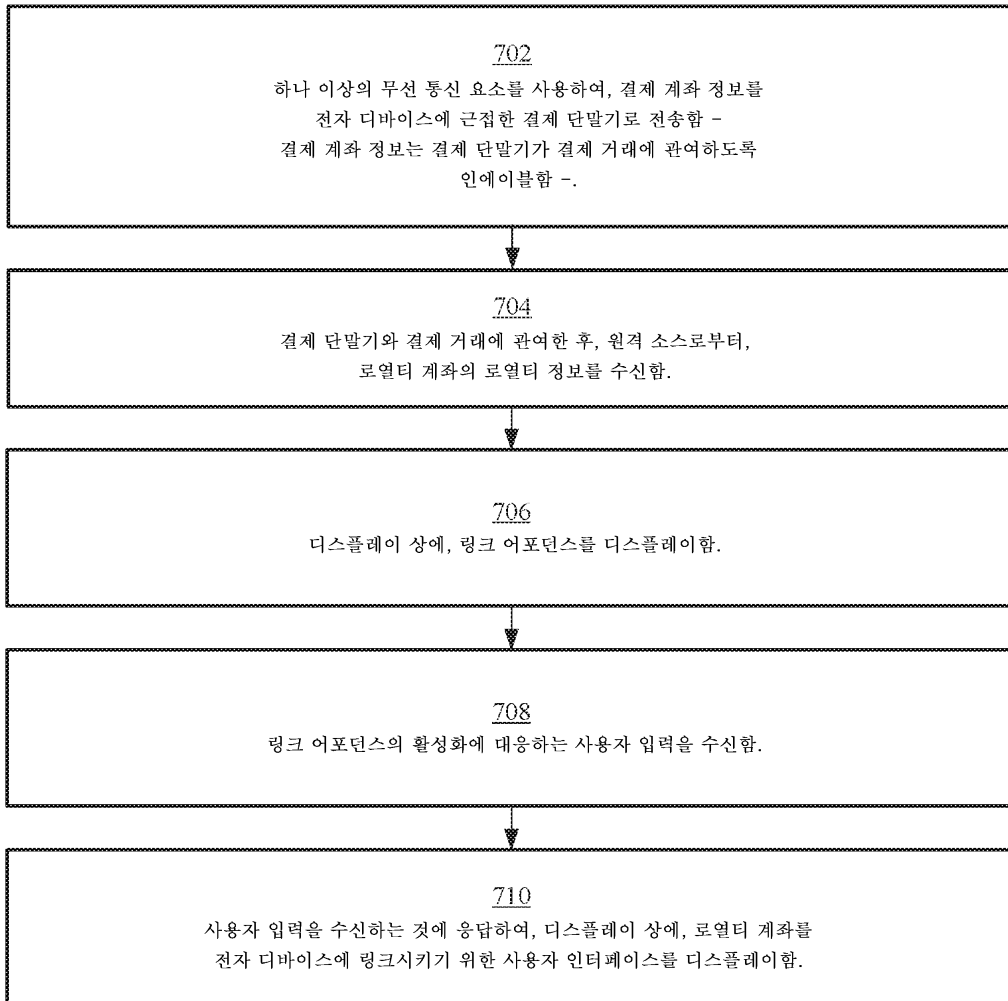 702
하나 이상의 무선 통신 요소를 사용하여, 결제 계좌 정보를
전자 디바이스에 근접한 결제 단말기로 전송함 -
결제 계좌 정보는 결제 단말기가 결제 거래에 관여하도록
인에이블함 -.
704
결제 단말기와 결제 거래에 관여한 후, 원격 소스로부터,
로열티 계좌의 로열티 정보를 수신함.
706
디스플레이 상에, 링크 어포던스를 디스플레이함.
708
링크 어포던스의 활성화에 대응하는 사용자 입력을 수신함.
710
사용자 입력을 수신하는 것에 응답하여, 디스플레이 상에, 로열티 계좌를
전자 디바이스에 링크시키기 위한 사용자 인터페이스를 디스플레이함.